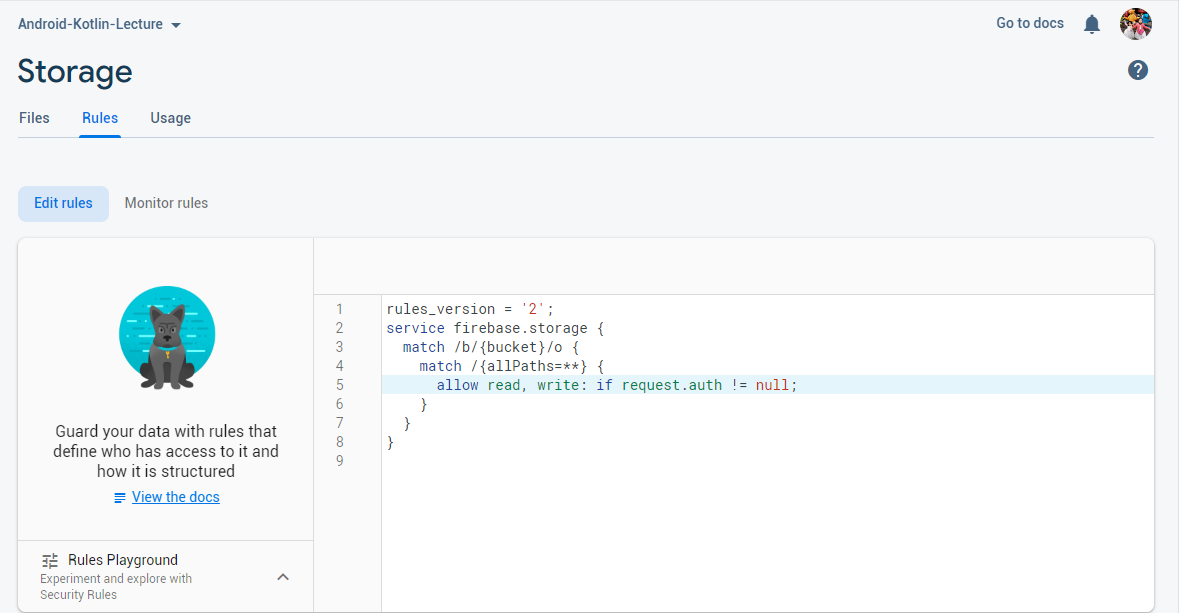 Android-Kotlin-Lecture
Go to docs
Storage
Files
Rules
Usage
Edit rules
Monitor rules
Guard your data with rules that
define who has access to it and
how it is structured
View the docs
Rules Playground
Experiment and explore with
Security Rules
1 rules_version = '2';
2 service firebase.storage {
3   match /b/{bucket}/o {
4     match /{allPaths=**} {
5       allow read, write: if request.auth != null;
6     }
7   }
8 }
9